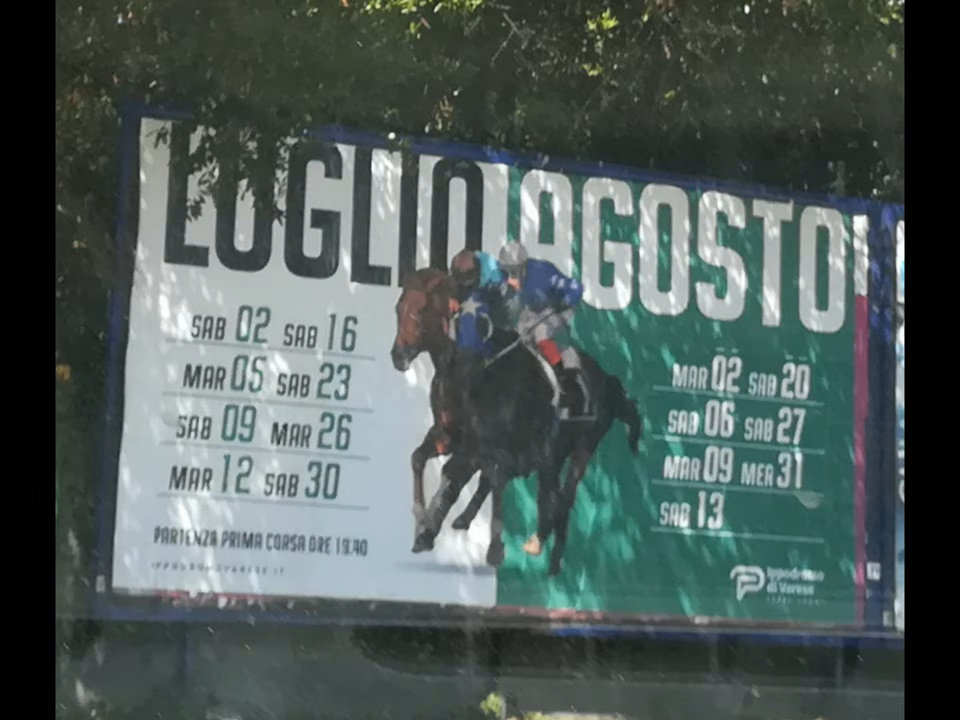 LUGLIO
SAB 02 SAB 16
MAR 05 SAB 23
SAB 09 MAR 26
MAR 12 SAB 30
PARTENZA PRIMA CORSA ORE 19.40
AGOSTO
MAR 02 SAB 20
SAB 06 SAB 27
MAR 09 MER 31
SAB 13
Ippodromo
di Varese